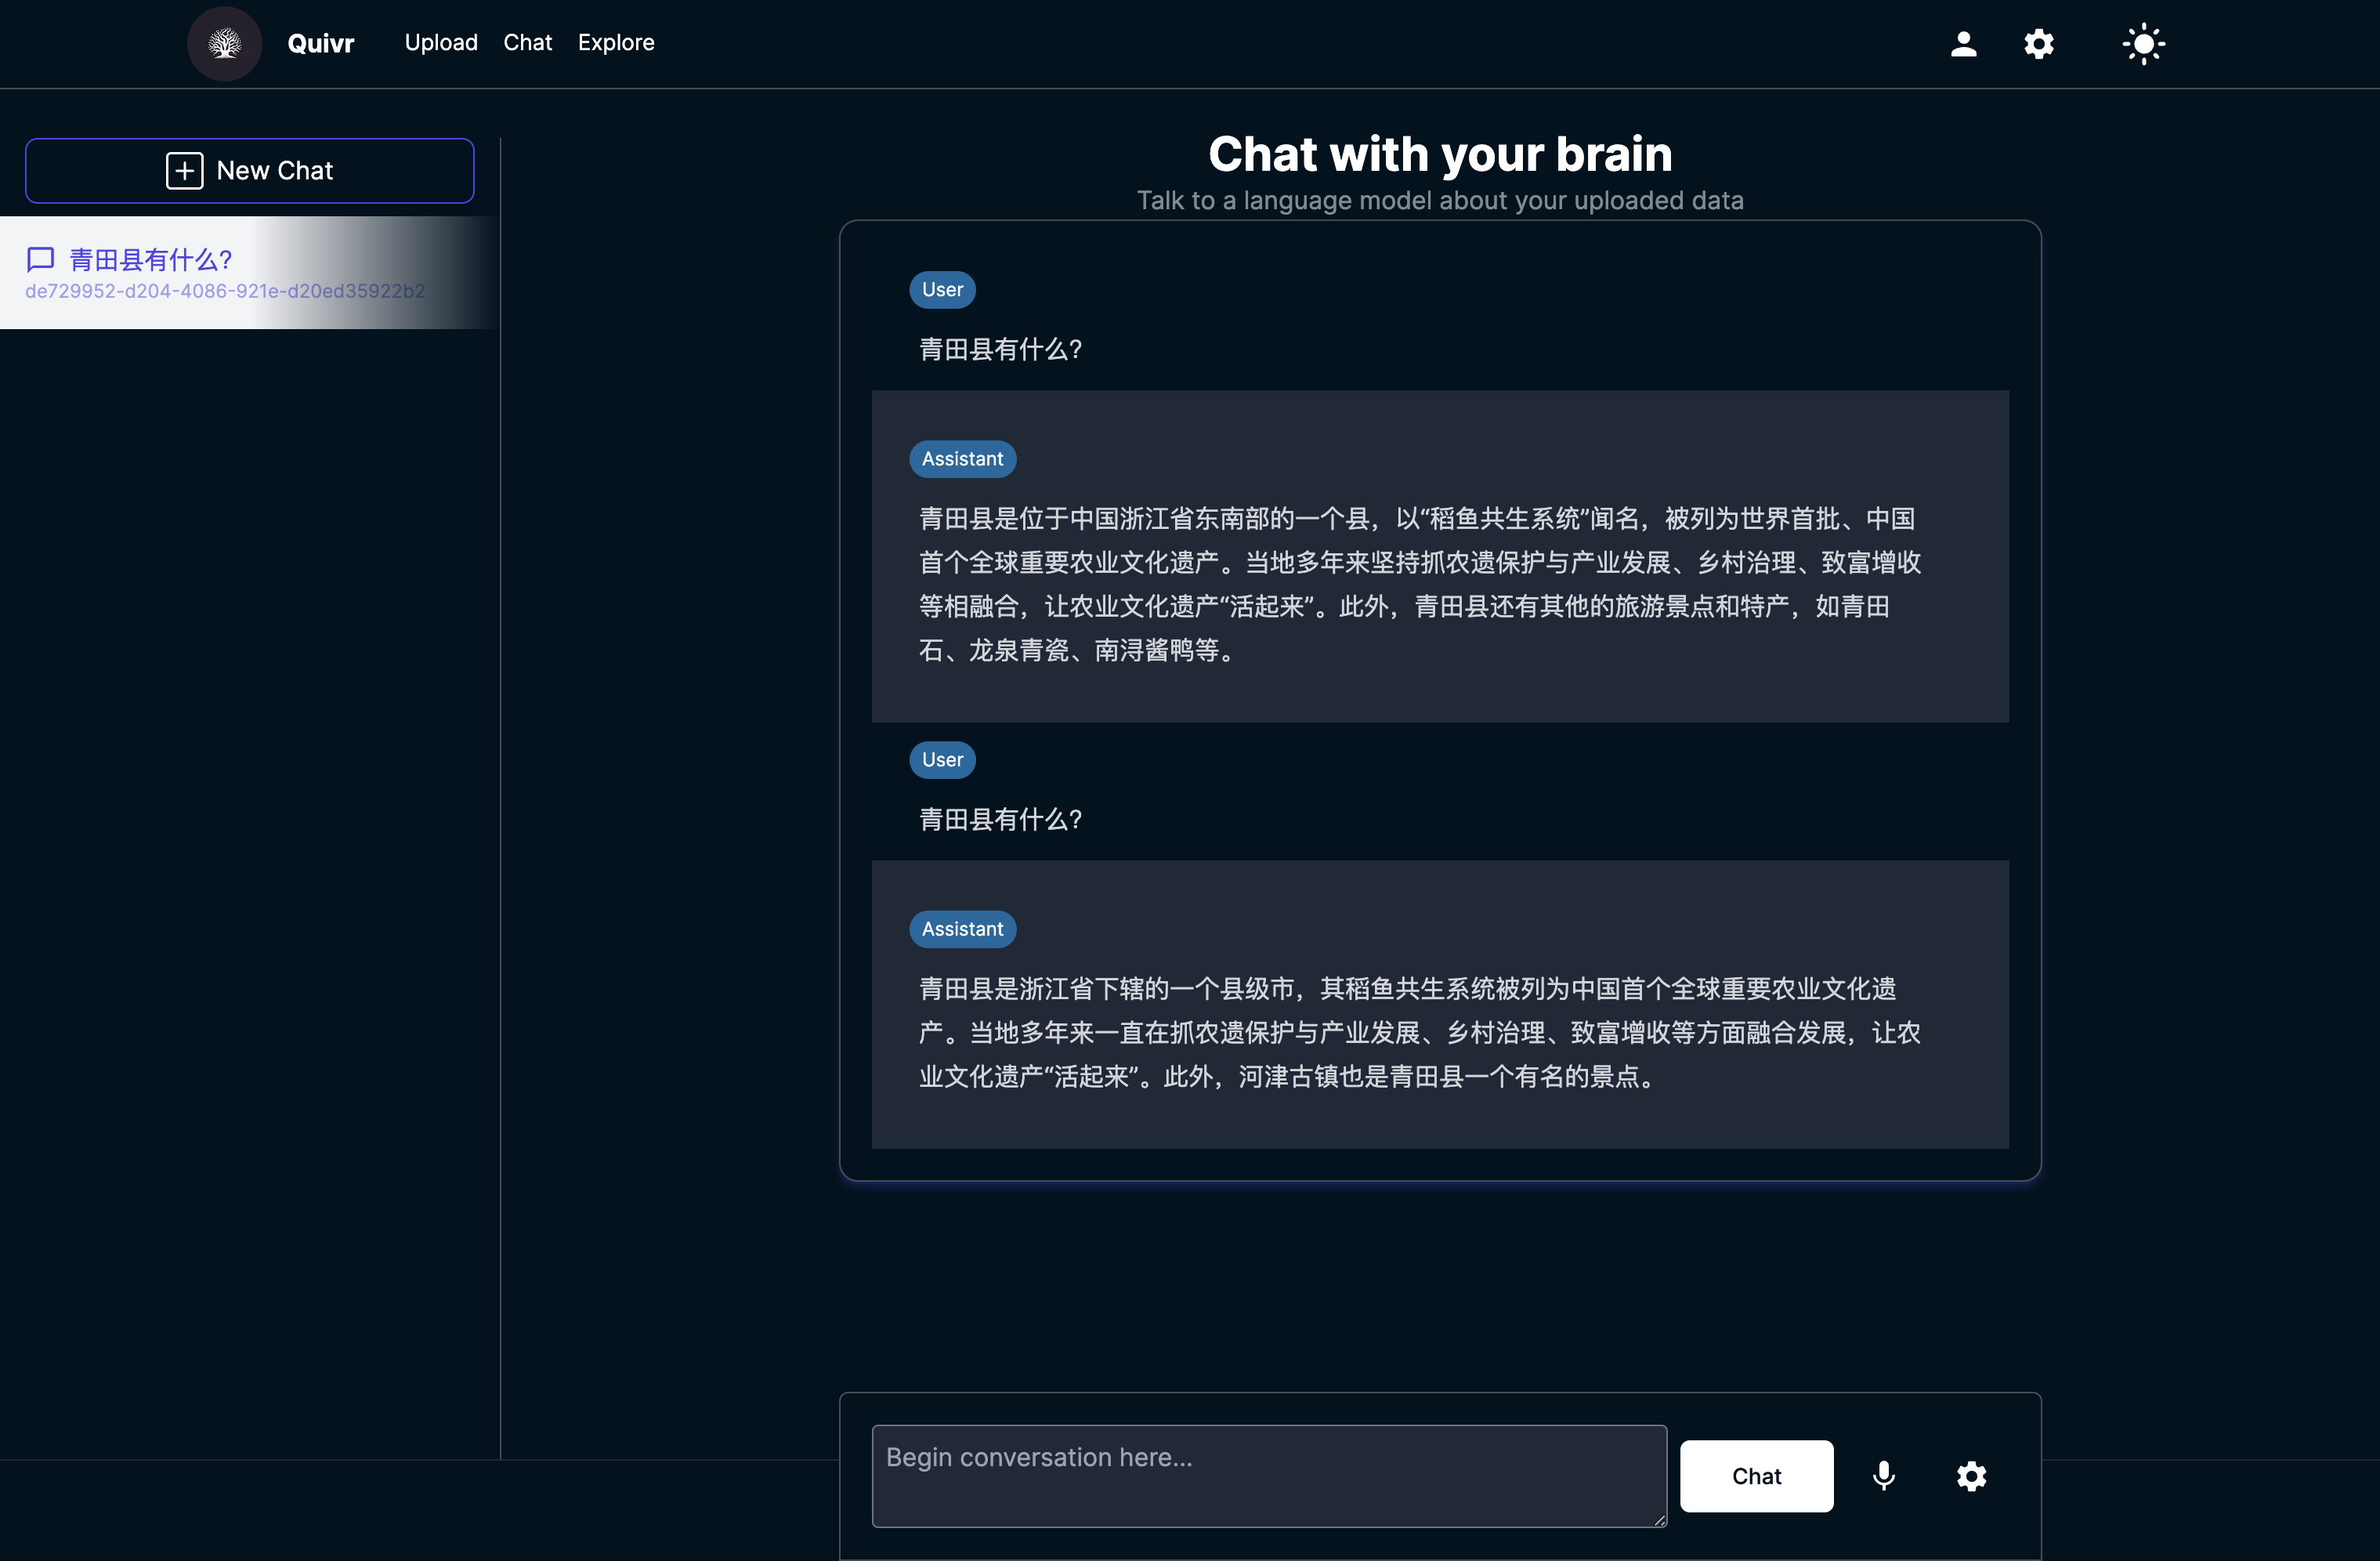 Quivr
Upload
Chat
Explore
New Chat
青田县有什么?
de729952-d204-4086-921e-d20ed35922b2
Chat with your brain
Talk to a language model about your uploaded data
User
青田县有什么?
Assistant
青田县是位于中国浙江省东南部的一个县，以“稻鱼共生系统”闻名，被列为世界首批、中国
首个全球重要农业文化遗产。当地多年来坚持抓农遗保护与产业发展、乡村治理、致富增收
等相融合，让农业文化遗产“活起来”。此外，青田县还有其他的旅游景点和特产，如青田
石、龙泉青瓷、南浔酱鸭等。
User
青田县有什么?
Assistant
青田县是浙江省下辖的一个县级市，其稻鱼共生系统被列为中国首个全球重要农业文化遗
产。当地多年来一直在抓农遗保护与产业发展、乡村治理、致富增收等方面融合发展，让农
业文化遗产“活起来”。此外，河津古镇也是青田县一个有名的景点。
Begin conversation here...
Chat